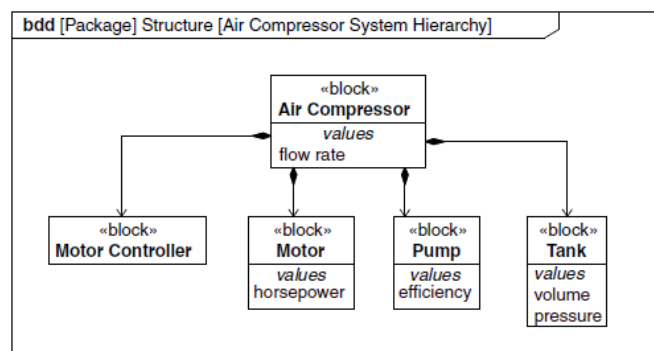 bdd [Package] Structure [Air Compressor System Hierarchy]
«block»
Air Compressor
values
flow rate
«block»
Motor Controller
«block»
Motor
values
horsepower
«block»
Pump
values
efficiency
«block»
Tank
values
volume
pressure